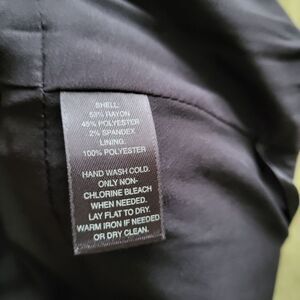 SHELL:
53% RAYON
45% POLYESTER
2% SPANDEX
LINING:
100% POLYESTER
HAND WASH COLD.
ONLY NON-
CHLORINE BLEACH
WHEN NEEDED.
LAY FLAT TO DRY.
WARM IRON IF NEEDED
OR DRY CLEAN.